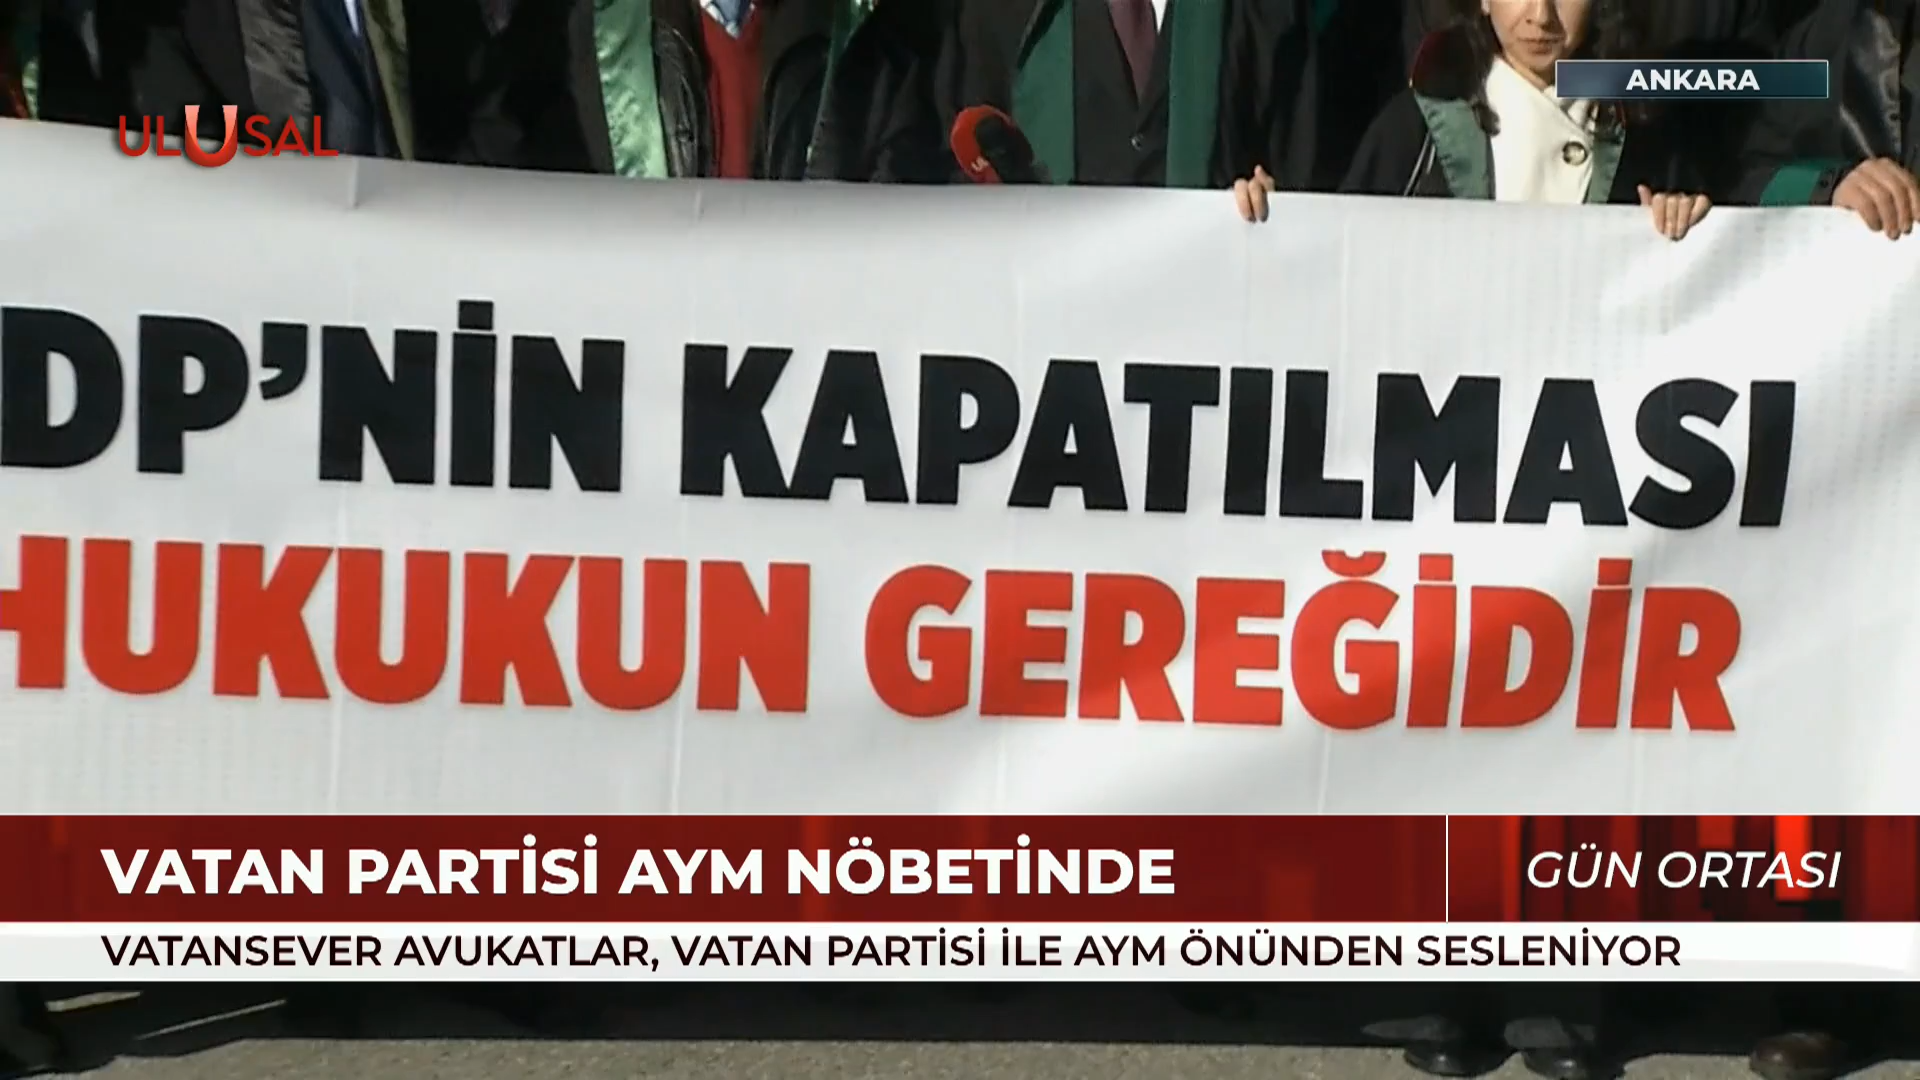 ULUSAL
ANKARA
DP'NİN KAPATILMASI
HUKUKUN GEREĞİDİR
VATAN PARTİSİ AYM NÖBETİNDE
GÜN ORTASI
VATANSEVER AVUKATLAR, VATAN PARTİSİ İLE AYM ÖNÜNDEN SESLENİYOR